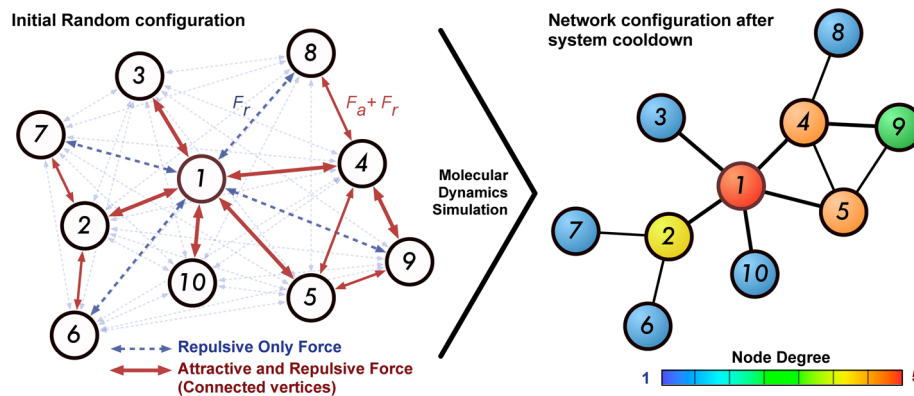 Initial Random configuration
8
3
7
Fr
Fa+ Fr
4
1
2
9
10
5
6
Repulsive Only Force
Attractive and Repulsive Force
(Connected vertices)
Molecular
Dynamics
Simulation
Network configuration after
system cooldown
8
3
4
9
1
5
7
2
10
6
Node Degree
1
5